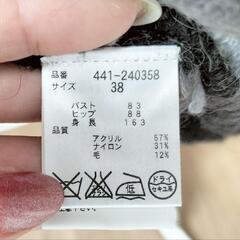 品番 441-240358
サイズ 38
バスト 83
ヒップ 88
身長 163
品質
アクリル 57%
ナイロン 31%
毛 12%
ドライ
セキユ系